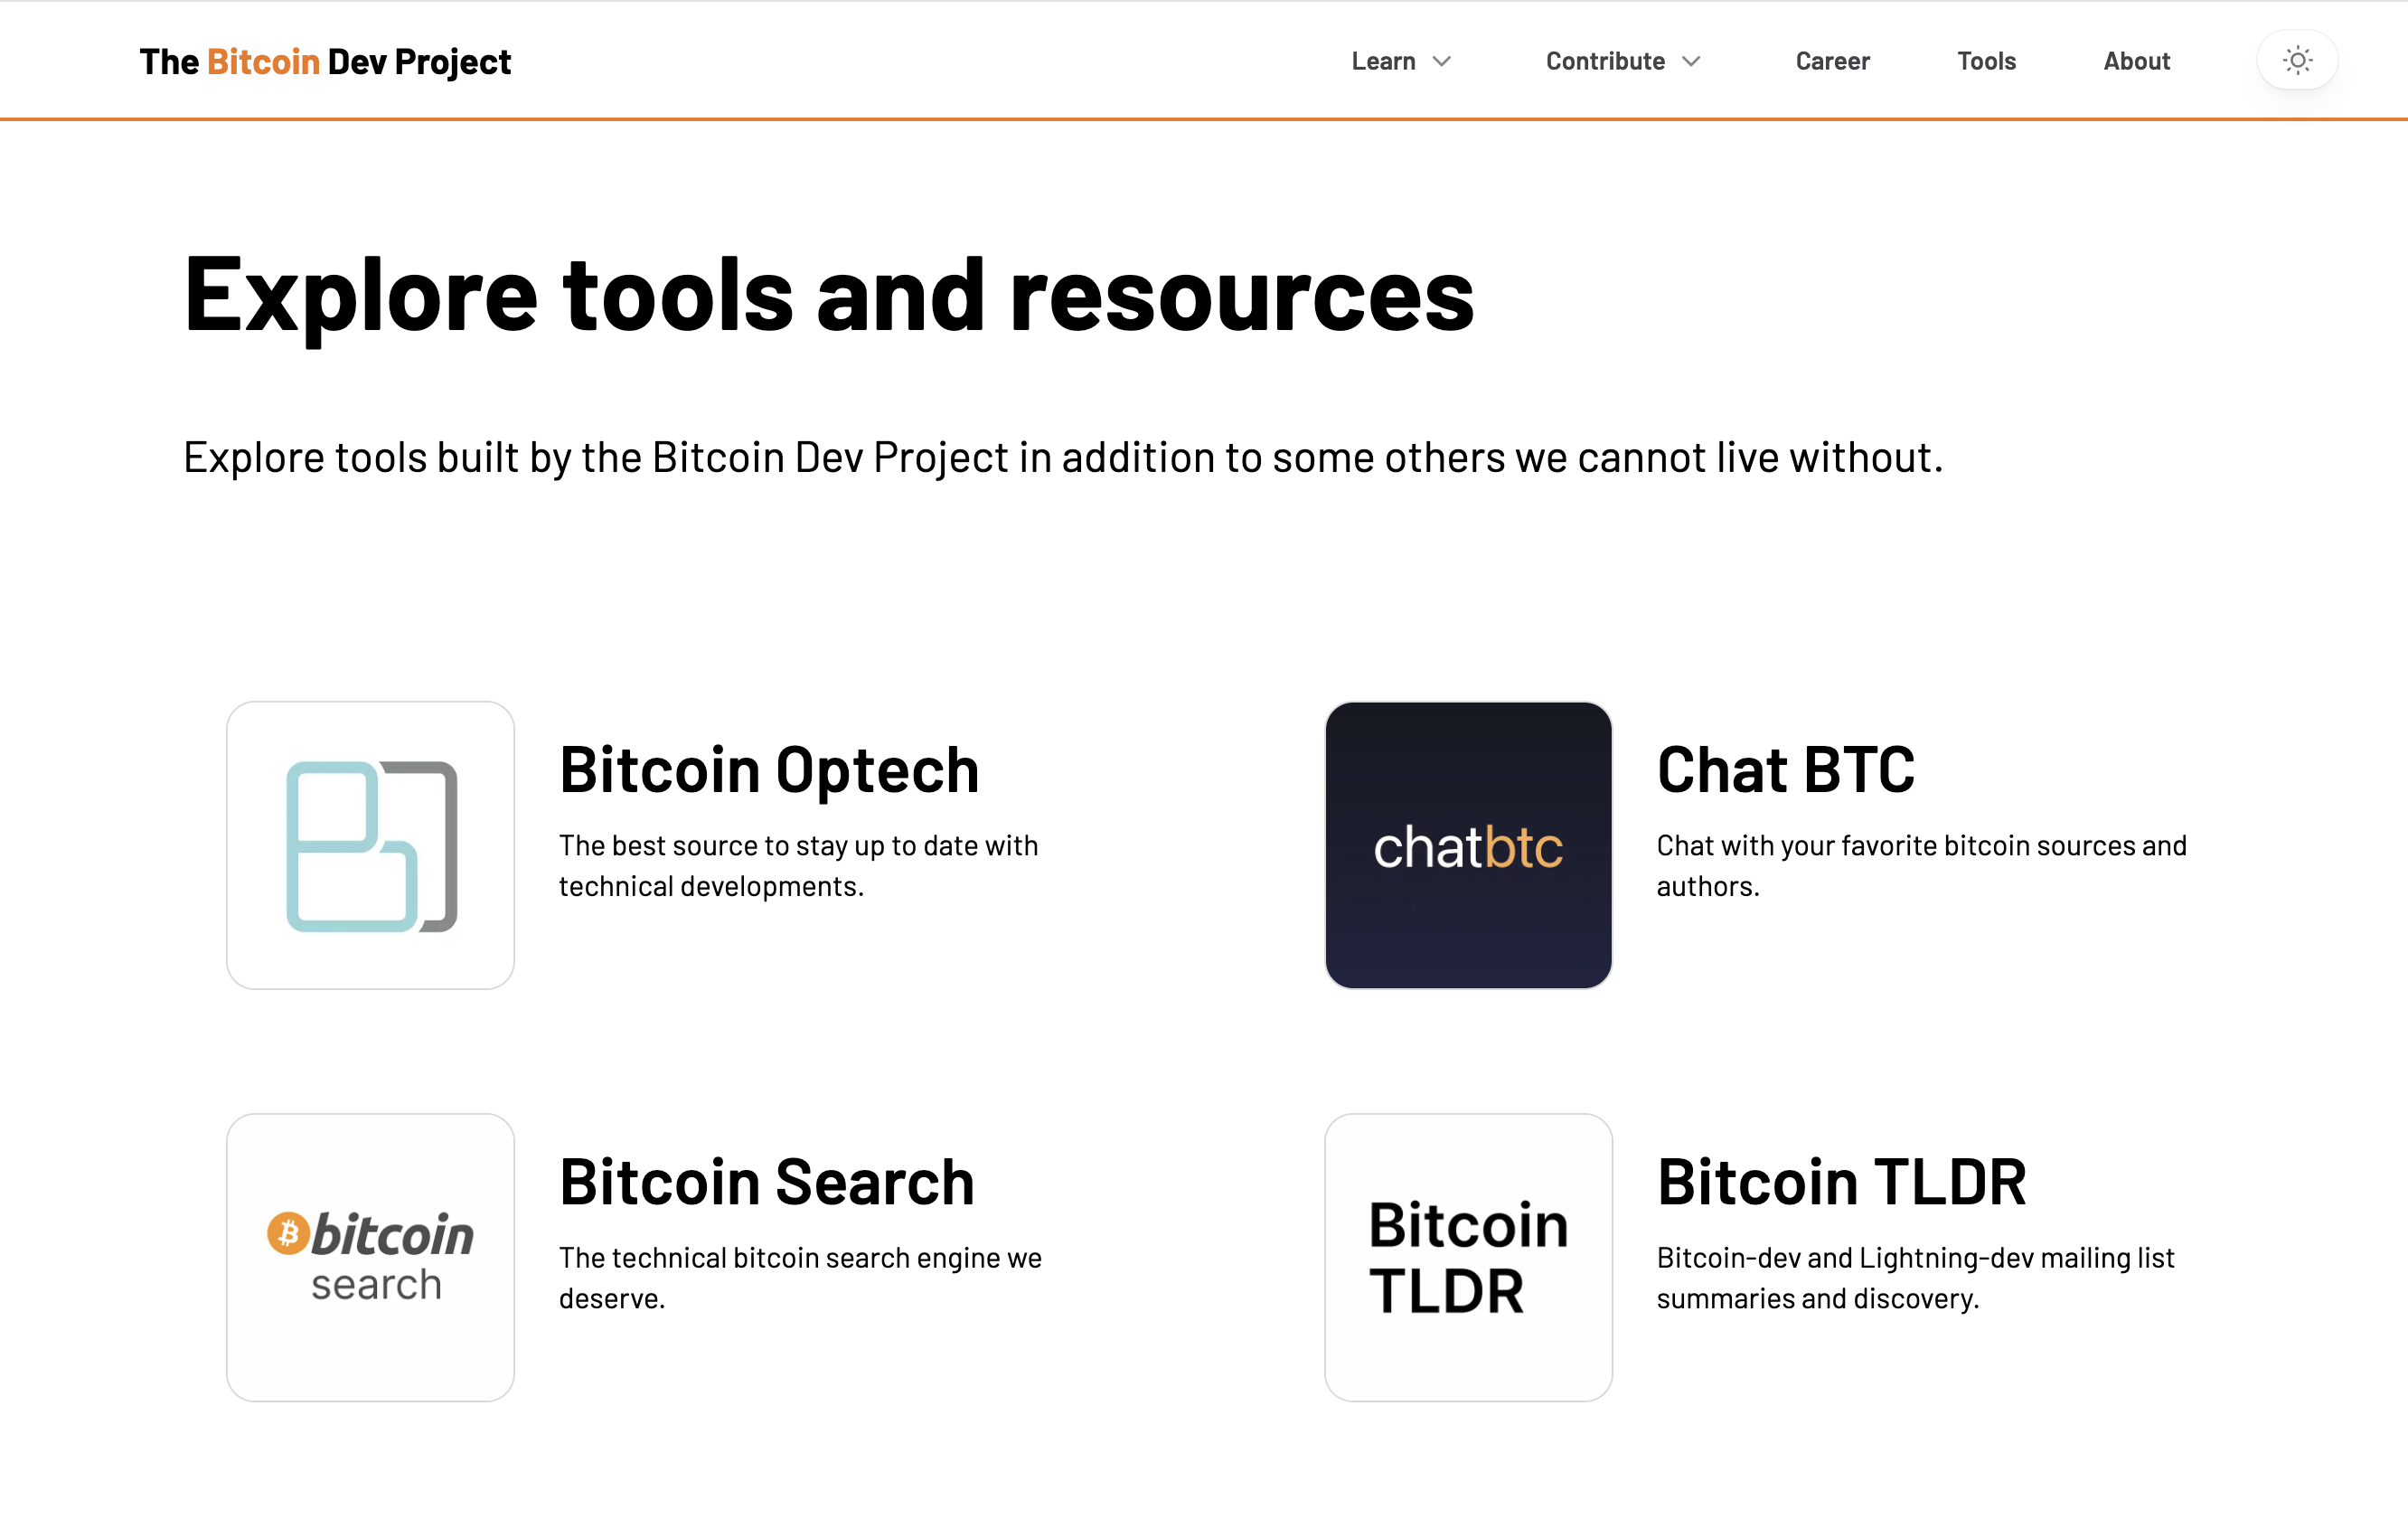 The Bitcoin Dev Project
Learn
Contribute
Career
Tools
About
Explore tools and resources
Explore tools built by the Bitcoin Dev Project in addition to some others we cannot live without.
Bitcoin Optech
The best source to stay up to date with
technical developments.
chatbtc
Chat BTC
Chat with your favorite bitcoin sources and
authors.
bitcoin
search
Bitcoin Search
The technical bitcoin search engine we
deserve.
Bitcoin
TLDR
Bitcoin TLDR
Bitcoin-dev and Lightning-dev mailing list
summaries and discovery.